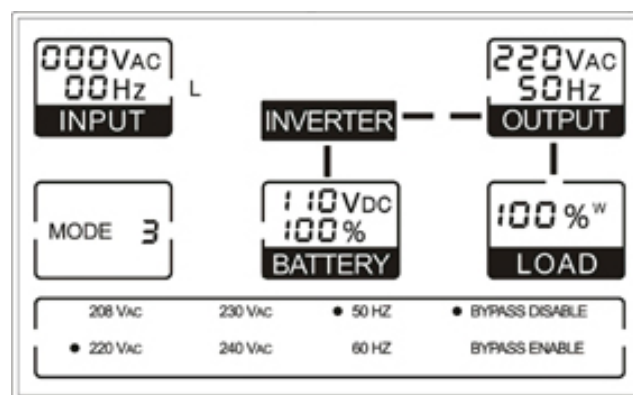 000VAC
00Hz
INPUT
L
INVERTER
220VAC
50Hz
OUTPUT
MODE 3
110VDC
100%
BATTERY
100%W
LOAD
208 VAC 230 VAC • 50 HZ • BYPASS DISABLE
• 220 VAC 240 VAC 60 HZ BYPASS ENABLE